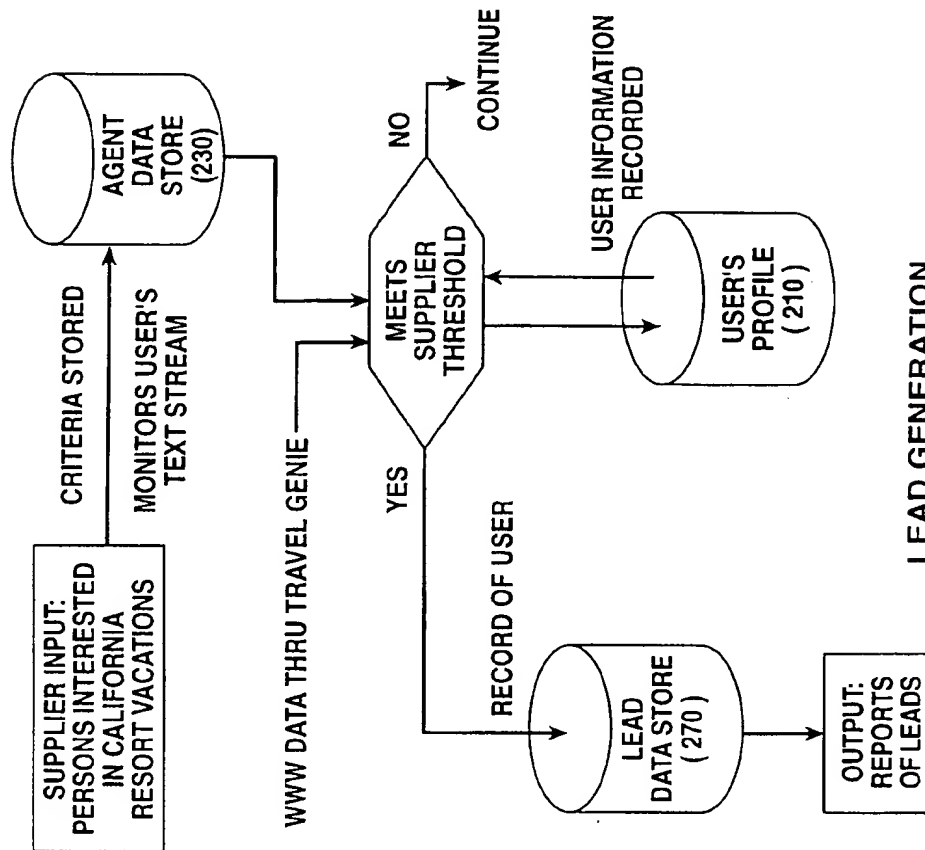 SUPPLIER INPUT:
PERSONS INTERESTED
IN CALIFORNIA
RESORT VACATIONS
CRITERIA STORED
MONITORS USER'S
TEXT STREAM
AGENT
DATA
STORE
(230)
WWW DATA THRU TRAVEL GENIE
MEETS
SUPPLIER
THRESHOLD
NO
CONTINUE
YES
RECORD OF USER
USER INFORMATION
RECORDED
USER'S
PROFILE
(210)
LEAD
DATA STORE
(270)
OUTPUT:
REPORTS
OF LEADS
LEAD GENERATION